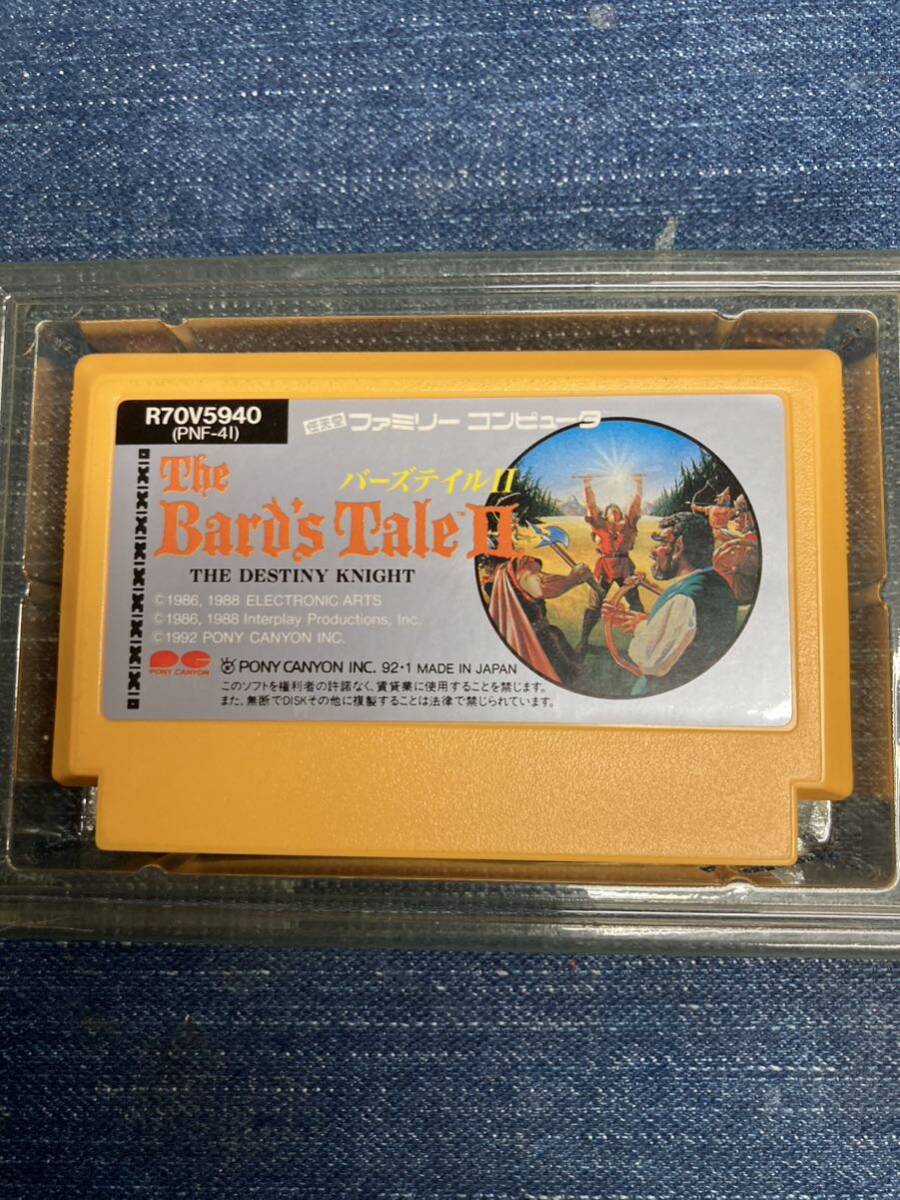 R70V5940
(PNF-41)
任天堂 ファミリー コンピュータ
バーズテイルII
The
Bard's Tale II
THE DESTINY KNIGHT
©1986, 1988 ELECTRONIC ARTS
©1986, 1988 Interplay Productions, Inc.
©1992 PONY CANYON INC.
PONY CANYON
PONY CANYON INC. 92・1 MADE IN JAPAN
このソフトを権利者の許諾なく、賃貸業に使用することを禁じます。
また、無断でDISKその他に複製することは法律で禁じられています。